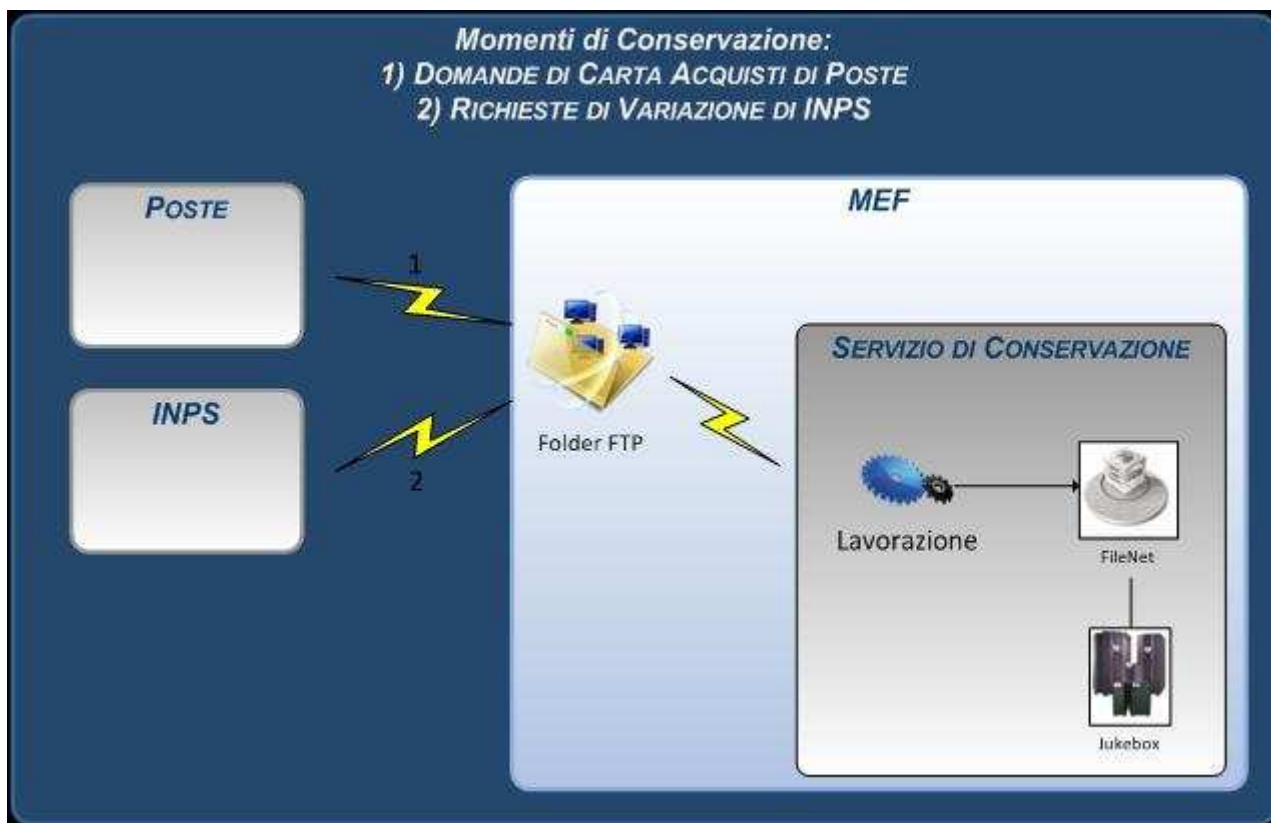 Momenti di Conservazione:
1) DOMANDE DI CARTA ACQUISTI DI POSTE
2) RICHIESTE DI VARIAZIONE DI INPS
POSTE
MEF
1
SERVIZIO DI CONSERVAZIONE
INPS
Folder FTP
2
Lavorazione
FileNet
Jukebox